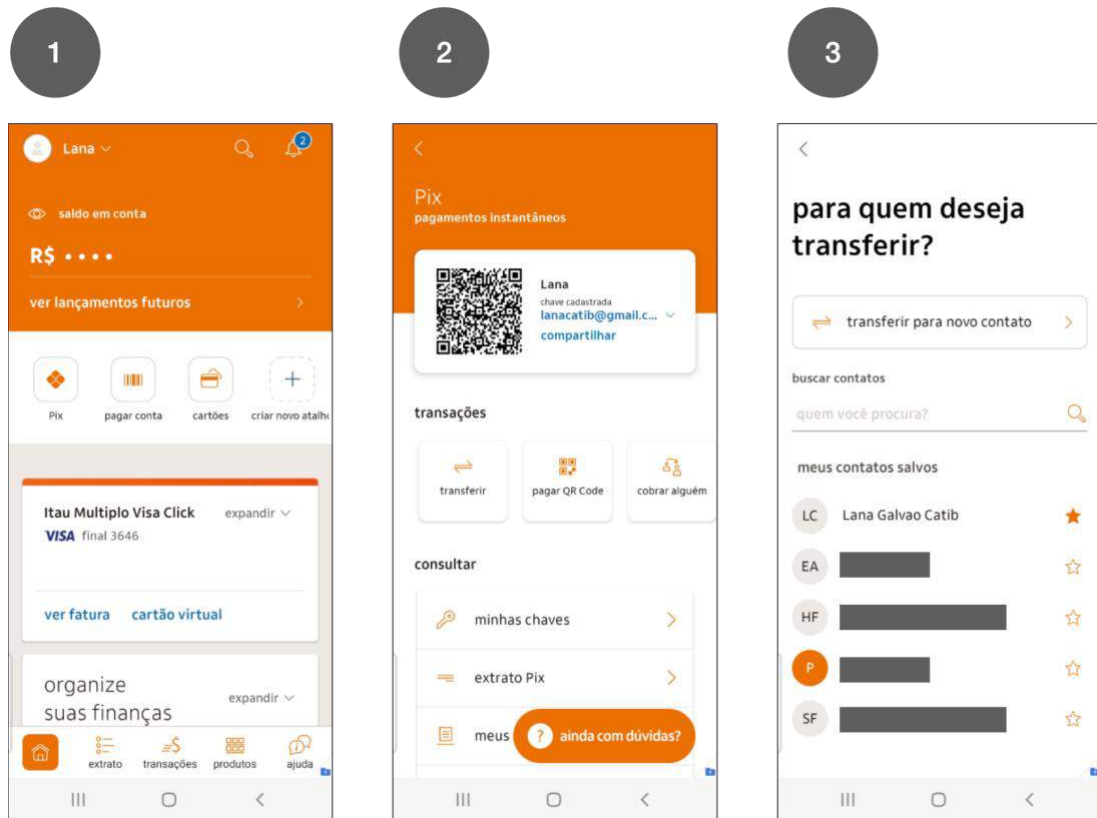 1
Lana
2
saldo em conta
R$ ••••
ver lançamentos futuros
Pix
pagar conta
cartões
criar novo atalh
Itau Multiplo Visa Click
expandir
VISA final 3646
ver fatura
cartão virtual
organize
suas finanças
expandir
extrato
transações
produtos
ajuda
2
Pix
pagamentos instantâneos
Lana
chave cadastrada
lanacatib@gmail.c...
compartilhar
transações
transferir
pagar QR Code
cobrar alguém
consultar
minhas chaves
extrato Pix
meus
? ainda com dúvidas?
3
para quem deseja
transferir?
transferir para novo contato
buscar contatos
quem você procura?
meus contatos salvos
LC Lana Galvao Catib
EA
HF
P
SF